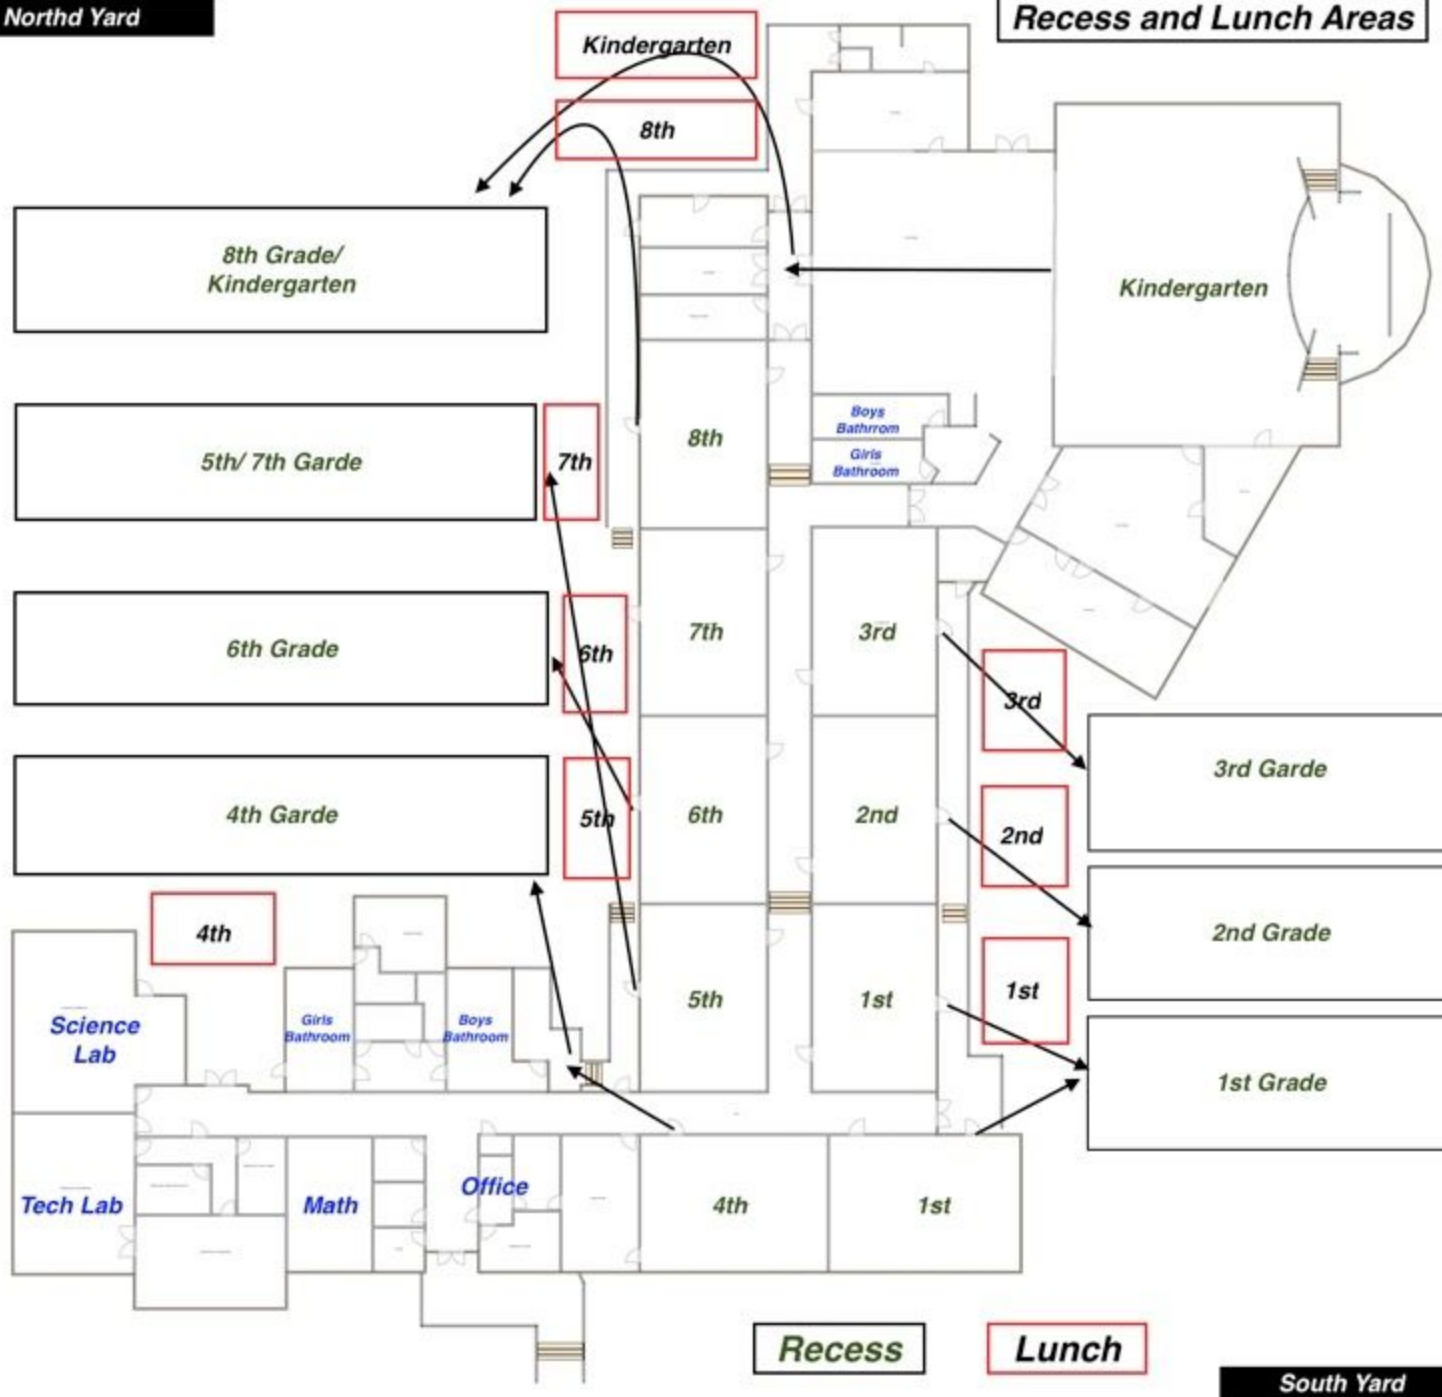 Northd Yard
Recess and Lunch Areas
Kindergarten
8th
8th Grade/
Kindergarten
Kindergarten
5th/ 7th Garde
7th
8th
Boys
Bathrrom
Girls
Bathroom
6th Grade
6th
7th
3rd
3rd
3rd Garde
4th Garde
5th
6th
2nd
2nd
2nd Grade
4th
5th
1st
1st
1st Grade
Science
Lab
Girls
Bathroom
Boys
Bathroom
Tech Lab
Math
Office
4th
1st
Recess
Lunch
South Yard